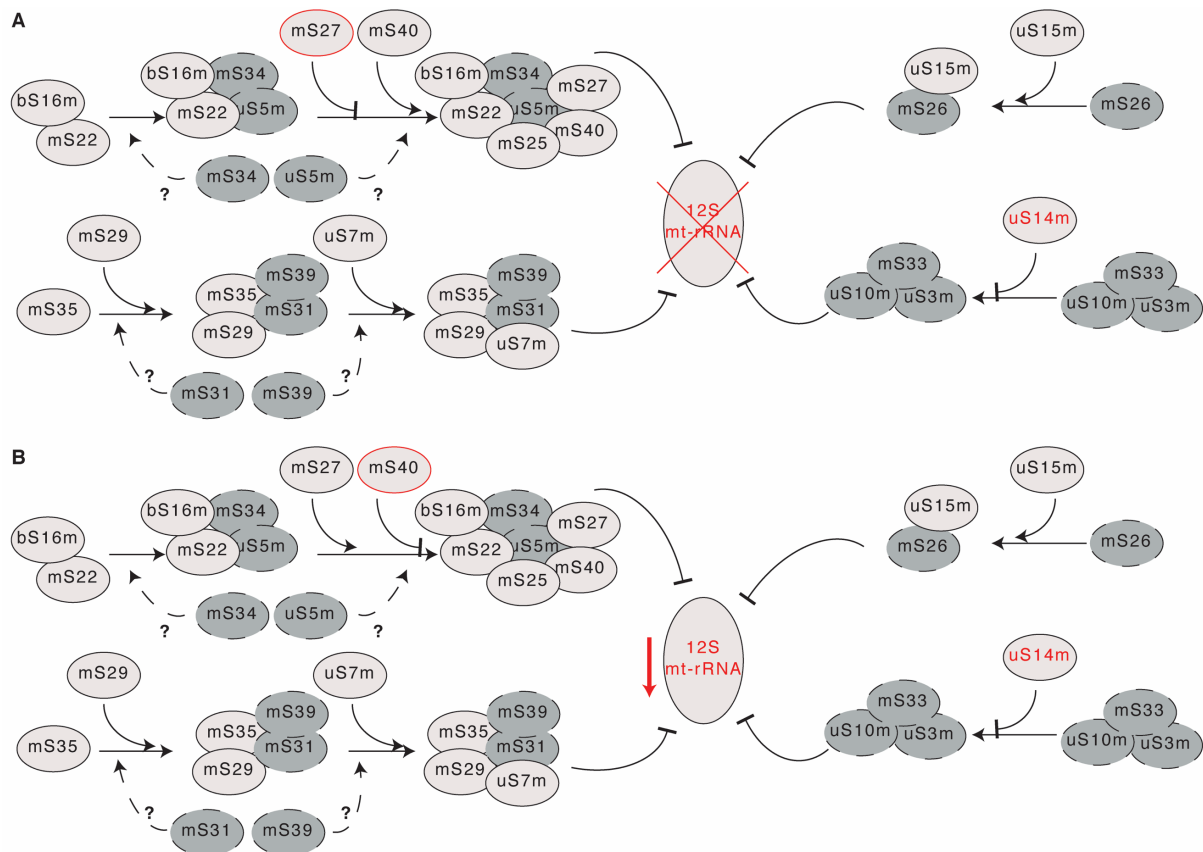 A
mS27
mS40
bS16m
mS34
mS22
uS5m
bS16m
mS22
bS16m
mS34
mS27
mS22
uS5m
mS40
mS25
mS34
uS5m
?
?
uS15m
uS15m
mS26
mS26
12S
mt-rRNA
mS29
uS7m
mS35
mS35
mS39
mS31
mS29
mS39
mS35
mS31
mS29
uS7m
?
?
mS31
mS39
uS14m
mS33
uS10m
uS3m
mS33
uS10m
uS3m
B
mS27
mS40
bS16m
mS34
mS22
uS5m
bS16m
mS22
bS16m
mS34
mS27
mS22
uS5m
mS40
mS25
mS34
uS5m
?
?
uS15m
uS15m
mS26
mS26
12S
mt-rRNA
mS29
uS7m
mS35
mS35
mS39
mS31
mS29
mS39
mS35
mS31
mS29
uS7m
?
?
mS31
mS39
uS14m
mS33
uS10m
uS3m
mS33
uS10m
uS3m